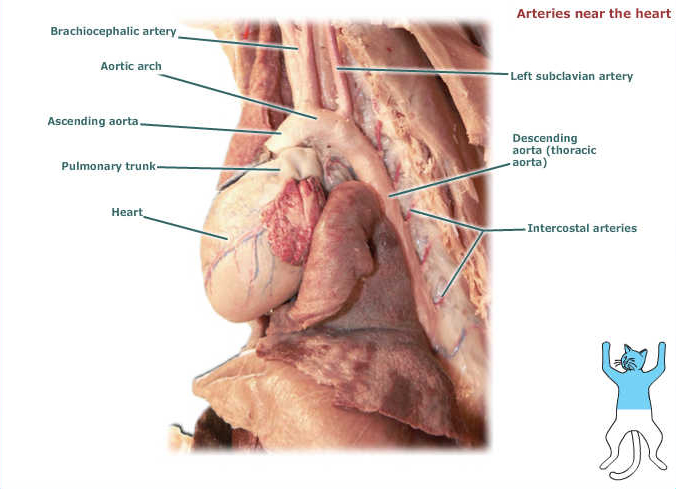 Arteries near the heart
Brachiocephalic artery
Aortic arch
Left subclavian artery
Ascending aorta
Descending
aorta (thoracic
aorta)
Pulmonary trunk
Heart
Intercostal arteries